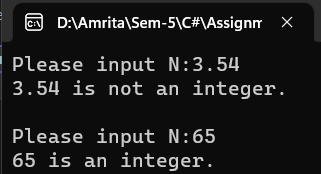 D:\Amrita\Sem-5\C#\Assignm
Please input N:3.54
3.54 is not an integer.
Please input N:65
65 is an integer.